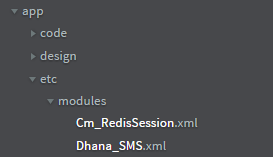 app
code
design
etc
modules
Cm_RedisSession.xml
Dhana_SMS.xml